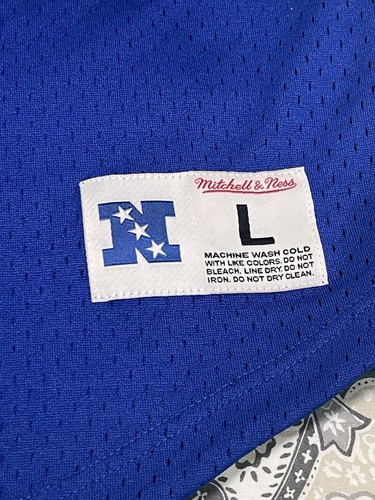 Mitchell & Ness
N
L
MACHINE WASH COLD
WITH LIKE COLORS. DO NOT
BLEACH. LINE DRY. DO NOT
IRON. DO NOT DRY CLEAN.